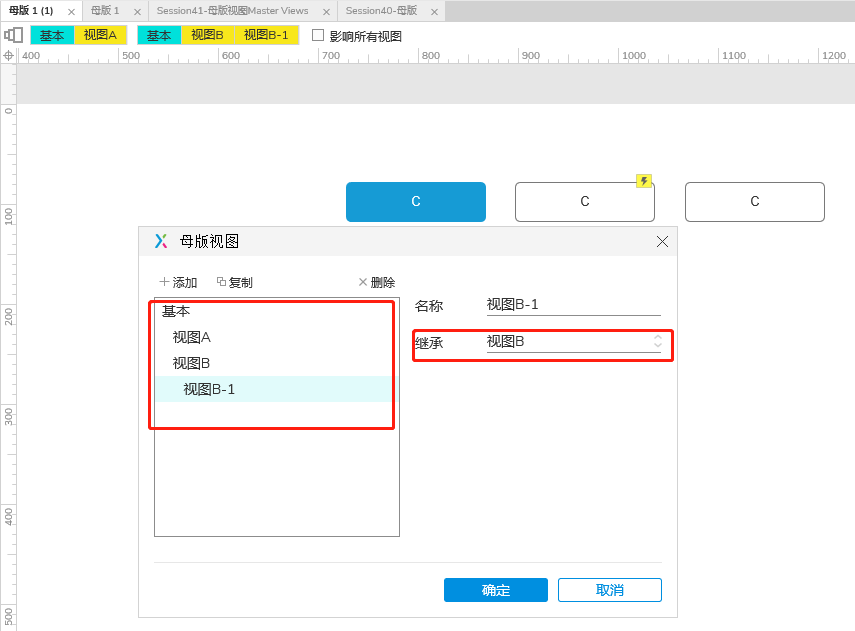 母版 1 (1) 母版 1 Session41-母版视图Master Views Session40-母版
基本 视图A 基本 视图B 视图B-1 影响所有视图
400 500 600 700 800 900 1000 1100 1200
0
100
200
300
400
500
C C C
母版视图
添加 复制 删除
基本
视图A
视图B
视图B-1
名称 视图B-1
继承 视图B
确定 取消